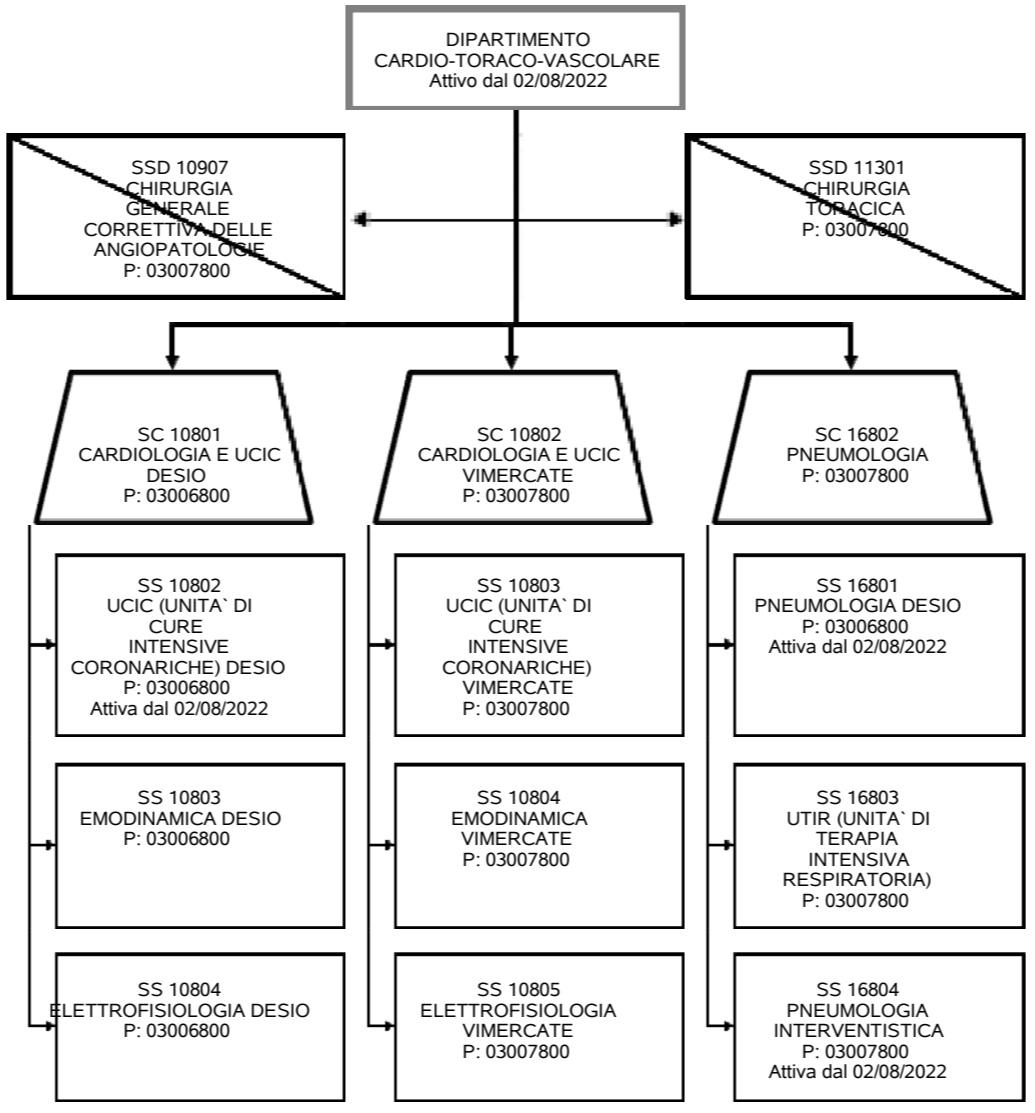 DIPARTIMENTO
CARDIO-TORACO-VASCOLARE
Attivo dal 02/08/2022
SSD 10907
CHIRURGIA
GENERALE
CORRETTIVA DELLE
ANGIOPATOLOGIE
P: 03007800
SSD 11301
CHIRURGIA
TORACICA
P: 03007800
SC 10801
CARDIOLOGIA E UCIC
DESIO
P: 03006800
SC 10802
CARDIOLOGIA E UCIC
VIMERCATE
P: 03007800
SC 16802
PNEUMOLOGIA
P: 03007800
SS 10802
UCIC (UNITA` DI
CURE
INTENSIVE
CORONARICHE) DESIO
P: 03006800
Attiva dal 02/08/2022
SS 10803
UCIC (UNITA` DI
CURE
INTENSIVE
CORONARICHE)
VIMERCATE
P: 03007800
SS 16801
PNEUMOLOGIA DESIO
P: 03006800
Attiva dal 02/08/2022
SS 10803
EMODINAMICA DESIO
P: 03006800
SS 10804
EMODINAMICA
VIMERCATE
P: 03007800
SS 16803
UTIR (UNITA` DI
TERAPIA
INTENSIVA
RESPIRATORIA)
P: 03007800
SS 10804
ELETTROFISIOLOGIA DESIO
P: 03006800
SS 10805
ELETTROFISIOLOGIA
VIMERCATE
P: 03007800
SS 16804
PNEUMOLOGIA
INTERVENTISTICA
P: 03007800
Attiva dal 02/08/2022